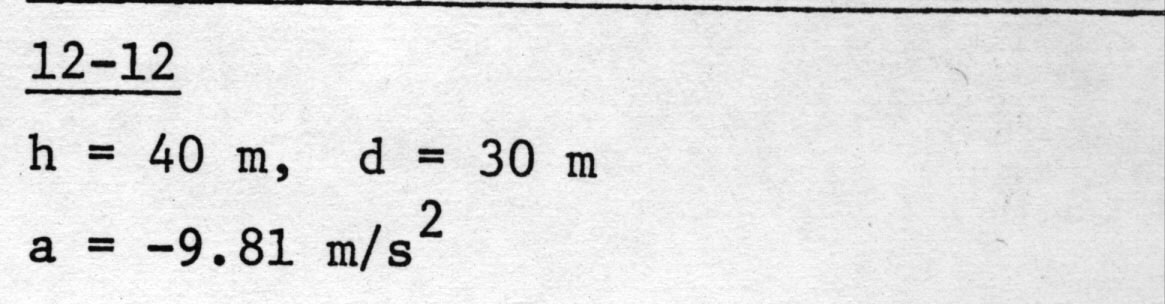 12-12
h = 40 m, d = 30 m
a = -9.81 m/s²